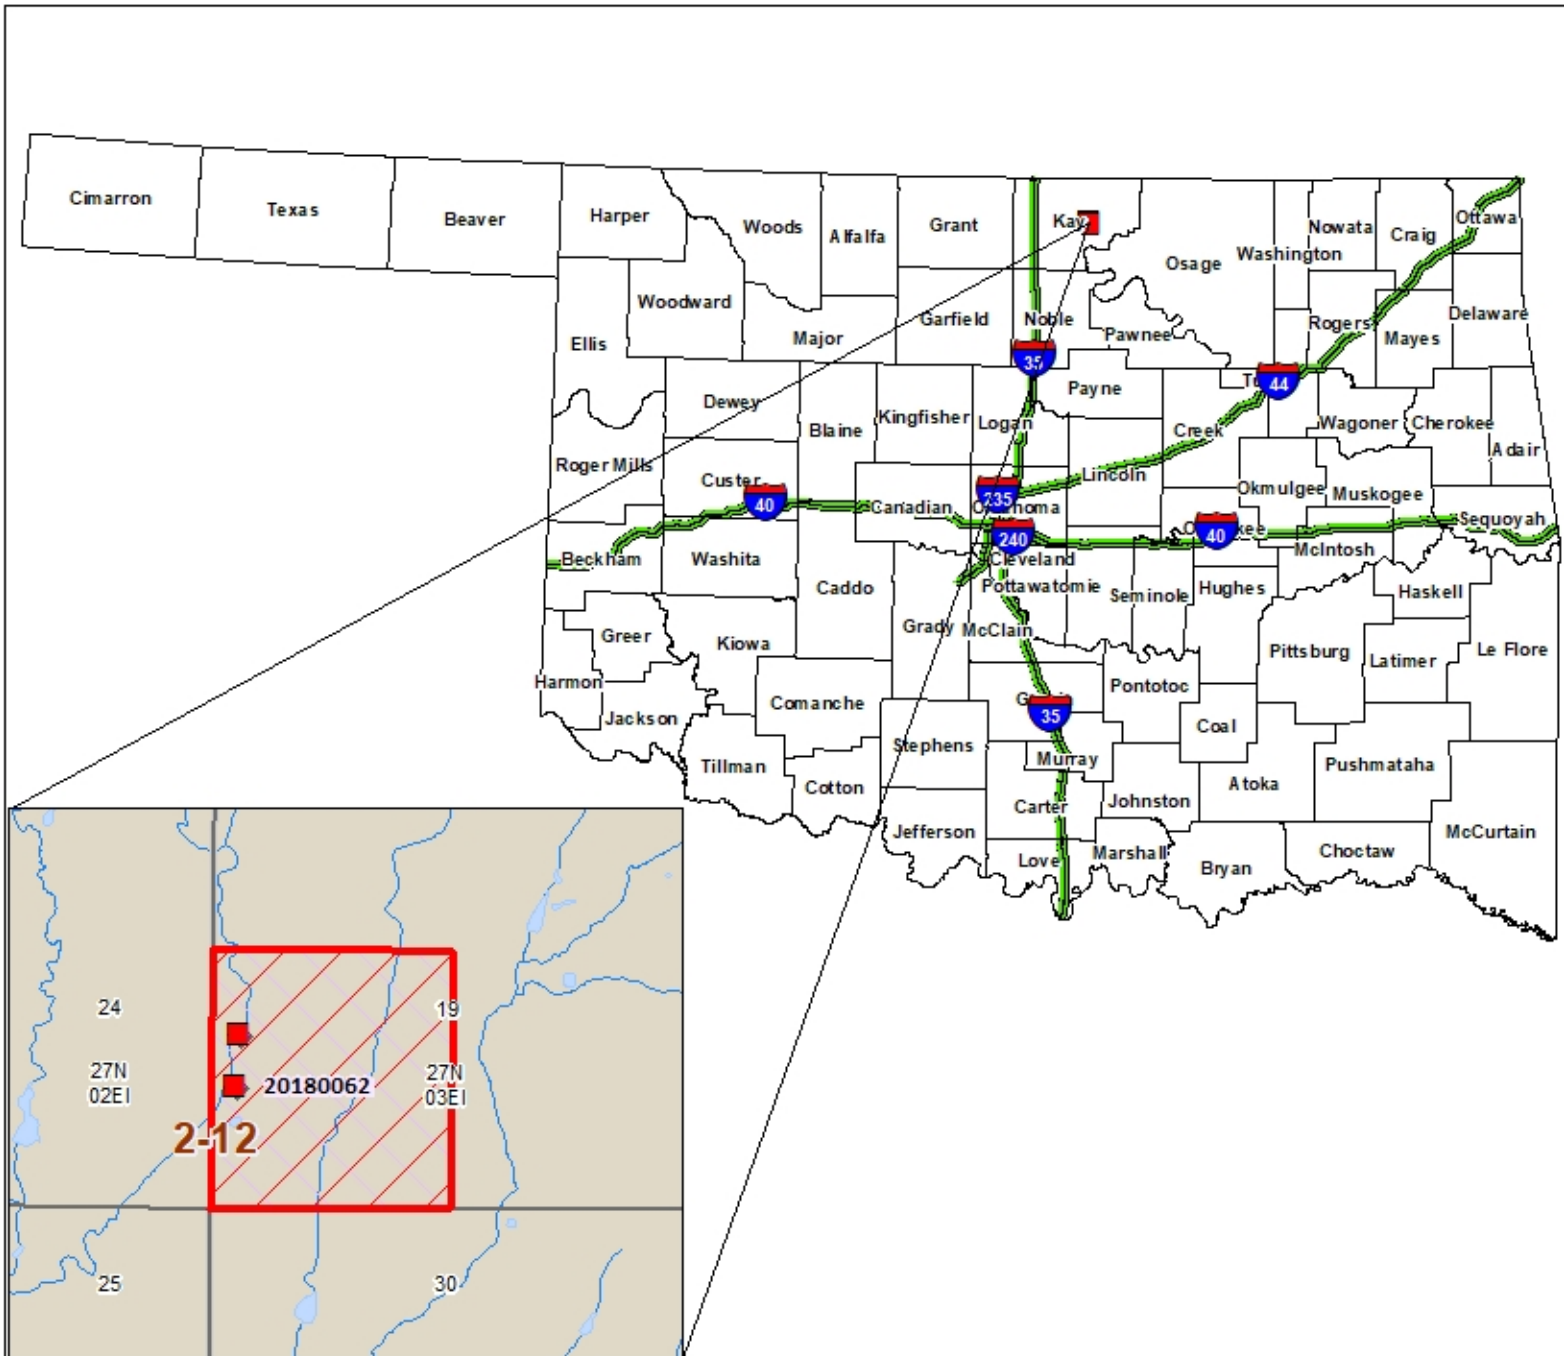 Cimarron
Texas
Beaver
Harper
Woods
Alfalfa
Grant
Kay
Osage
Washington
Nowata
Craig
Ottawa
Woodward
Ellis
Major
Garfield
Noble
Pawnee
Rogers
Mayes
Delaware
35
44
Dewey
Blaine
Kingfisher
Logan
Payne
Creek
Wagoner
Cherokee
Adair
Roger Mills
Custer
40
Canadian
235
Lincoln
Okmulgee
Muskogee
Sequoyah
240
40
Beckham
Washita
Caddo
Cleveland
McIntosh
Pottawatomie
Seminole
Hughes
Haskell
Greer
Kiowa
Grady
McClain
Pittsburg
Latimer
Le Flore
Harmon
Jackson
Comanche
35
Pontotoc
Coal
Tillman
Cotton
Stephens
Murray
Atoka
Pushmataha
Jefferson
Carter
Johnston
Love
Marshall
Bryan
Choctaw
McCurtain
24
19
27N
02EI
27N
03EI
20180062
2-12
25
30